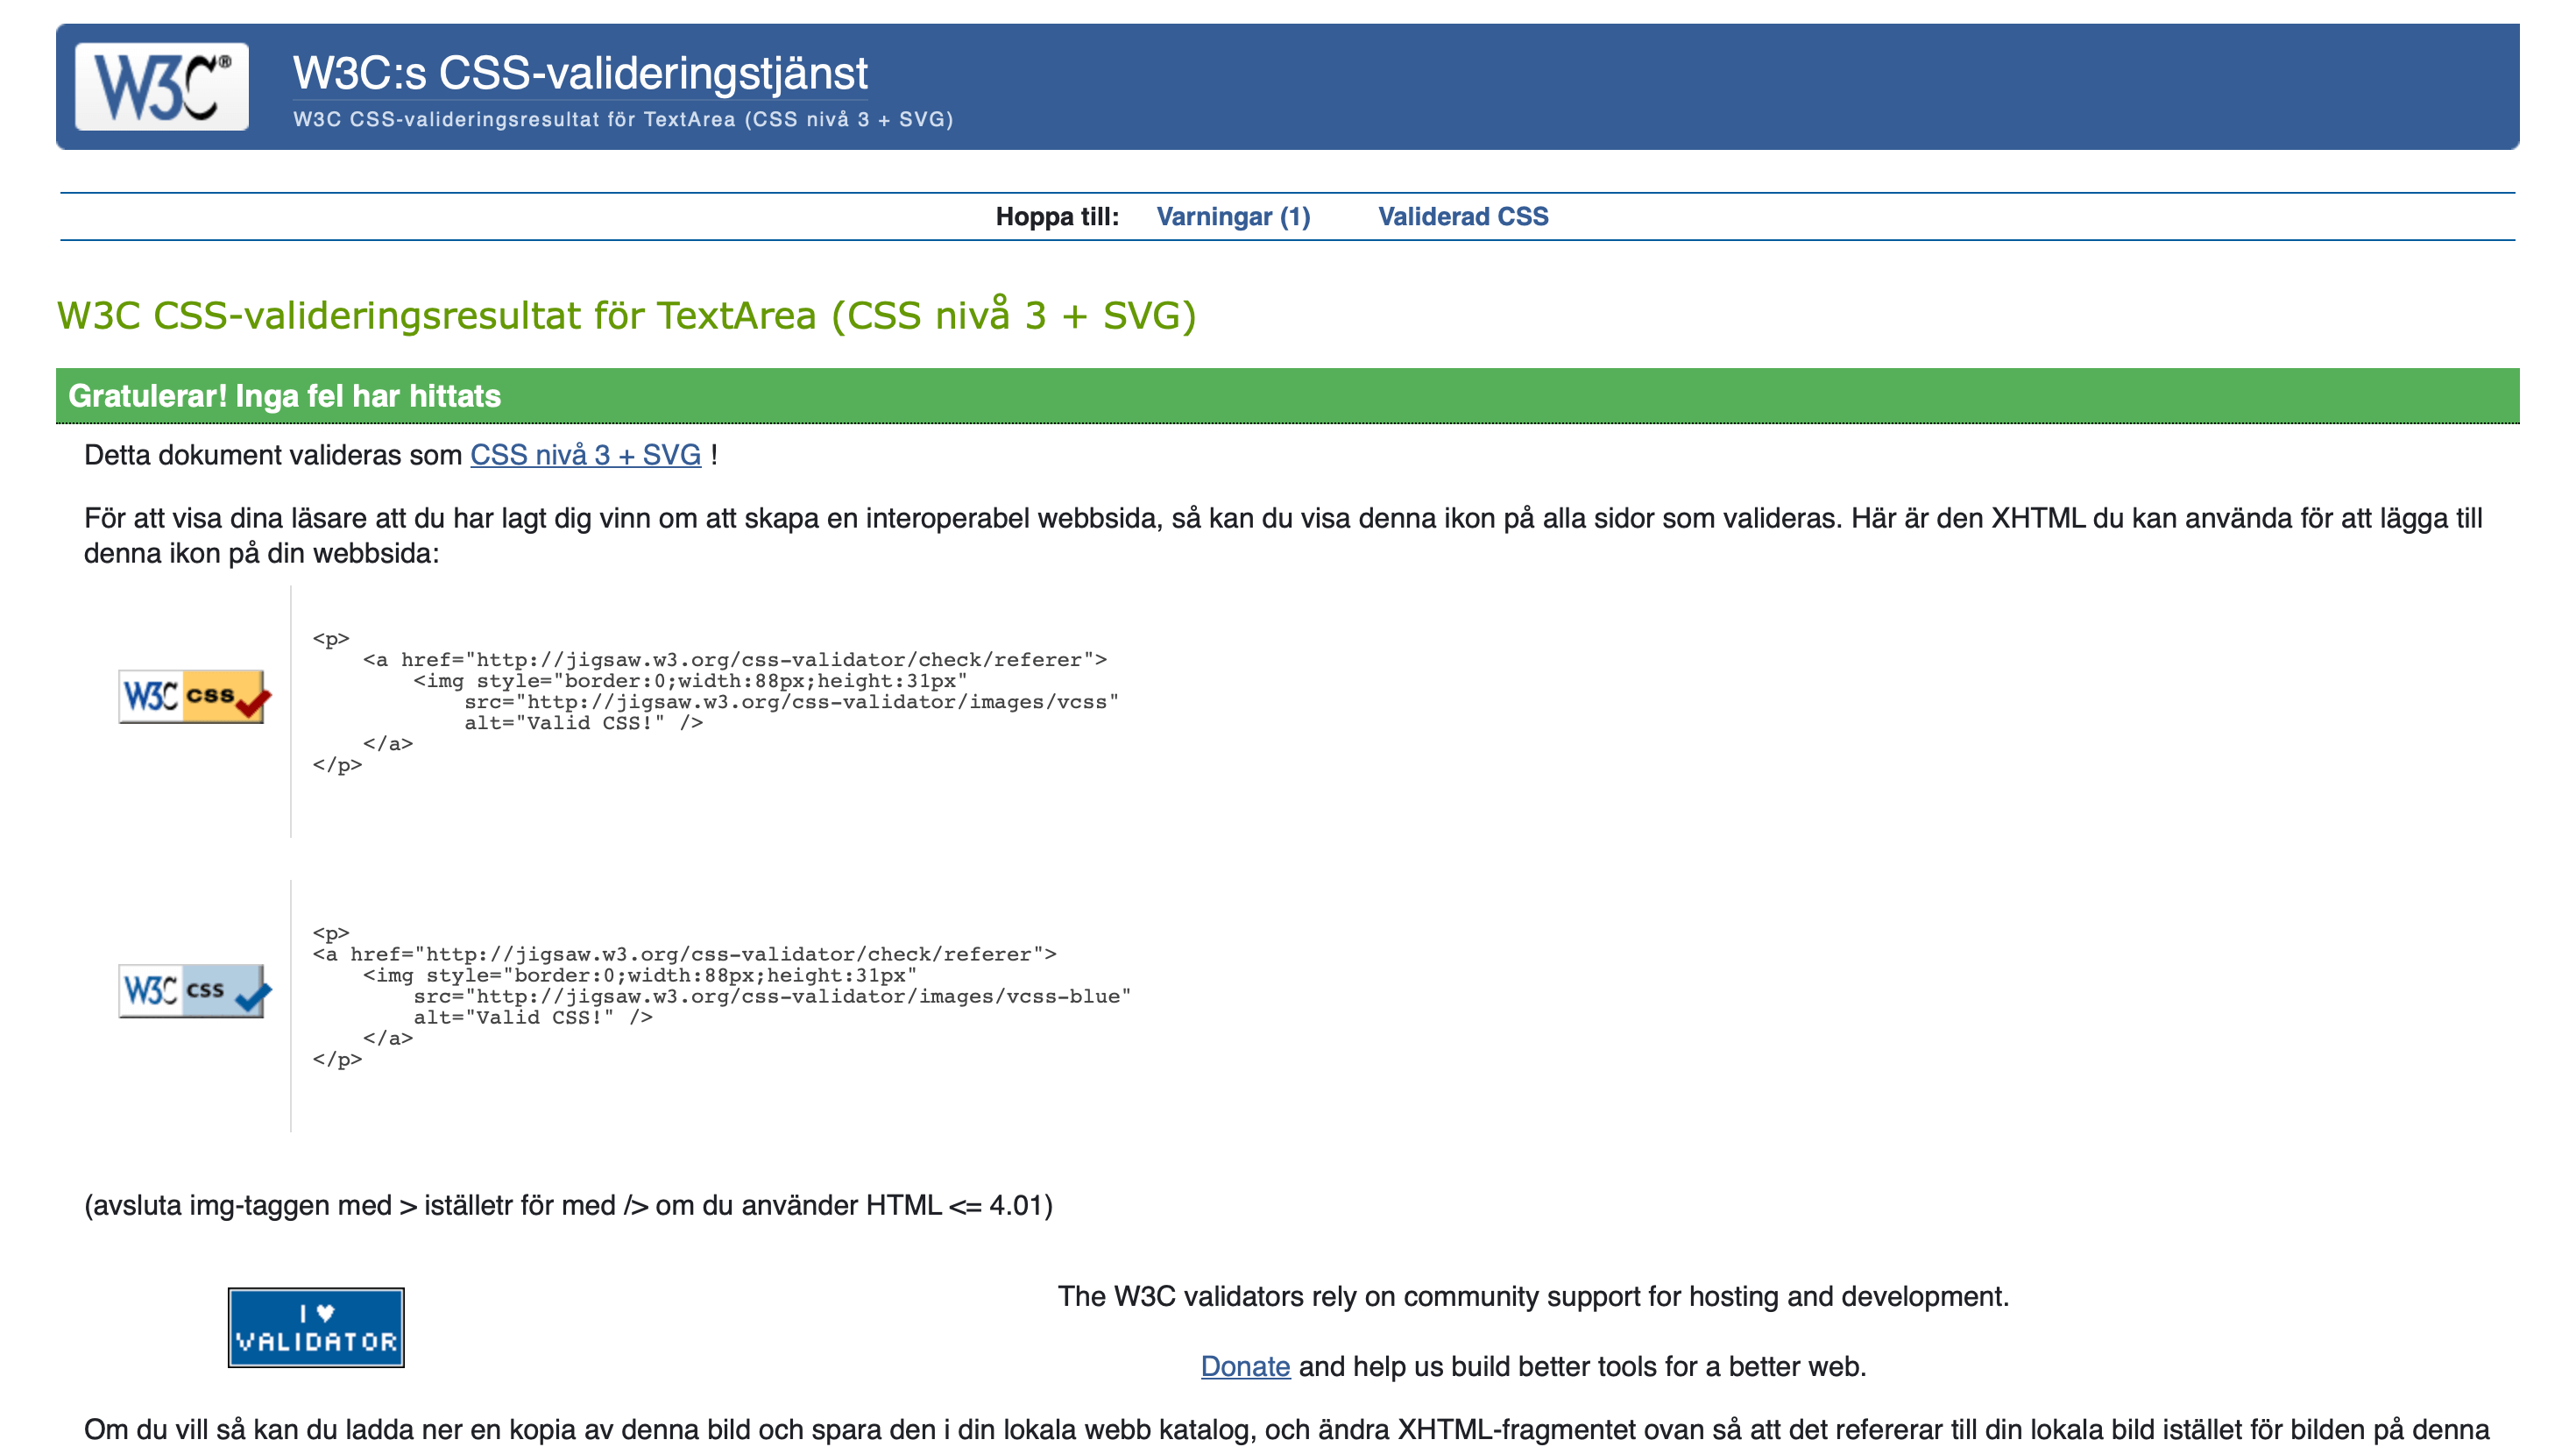 W3C®
W3C:s CSS-valideringstjänst
W3C CSS-valideringsresultat för TextArea (CSS nivå 3 + SVG)
Hoppa till: Varningar (1) Validerad CSS
W3C CSS-valideringsresultat för TextArea (CSS nivå 3 + SVG)
Gratulerar! Inga fel har hittats
Detta dokument valideras som CSS nivå 3 + SVG !
För att visa dina läsare att du har lagt dig vinn om att skapa en interoperabel webbsida, så kan du visa denna ikon på alla sidor som valideras. Här är den XHTML du kan använda för att lägga till
denna ikon på din webbsida:
W3C css
<p>
    <a href="http://jigsaw.w3.org/css-validator/check/referer">
        <img style="border:0;width:88px;height:31px"
            src="http://jigsaw.w3.org/css-validator/images/vcss"
            alt="Valid CSS!" />
    </a>
</p>
W3C css
<p>
<a href="http://jigsaw.w3.org/css-validator/check/referer">
    <img style="border:0;width:88px;height:31px"
        src="http://jigsaw.w3.org/css-validator/images/vcss-blue"
        alt="Valid CSS!" />
    </a>
</p>
(avsluta img-taggen med > iställetr för med /> om du använder HTML <= 4.01)
I ♥
VALIDATOR
The W3C validators rely on community support for hosting and development.
Donate and help us build better tools for a better web.
Om du vill så kan du ladda ner en kopia av denna bild och spara den i din lokala webb katalog, och ändra XHTML-fragmentet ovan så att det refererar till din lokala bild istället för bilden på denna